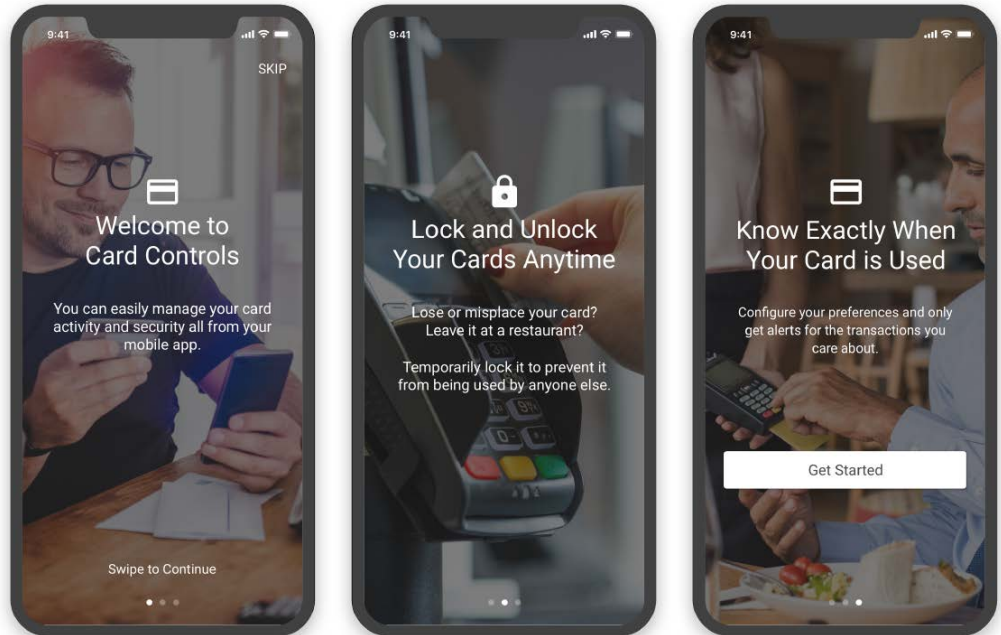 9:41
SKIP
Welcome to
Card Controls
You can easily manage your card
activity and security all from your
mobile app.
Swipe to Continue
9:41
Lock and Unlock
Your Cards Anytime
Lose or misplace your card?
Leave it at a restaurant?
Temporarily lock it to prevent it
from being used by anyone else.
9:41
Know Exactly When
Your Card is Used
Configure your preferences and only
get alerts for the transactions you
care about.
Get Started